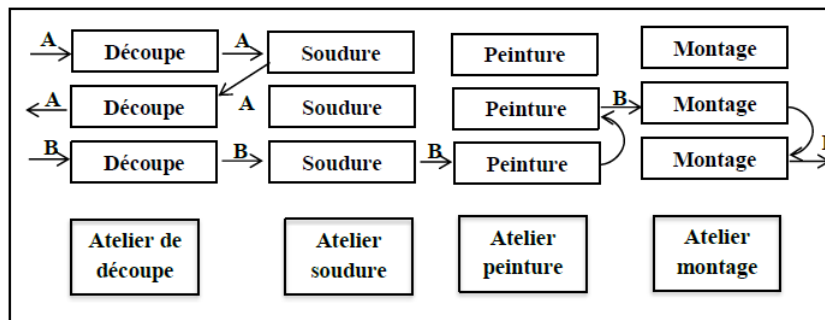 A Découpe A Soudure Peinture Montage
A Découpe A Soudure Peinture B Montage
B Découpe B Soudure B Peinture Montage
Atelier de découpe
Atelier soudure
Atelier peinture
Atelier montage